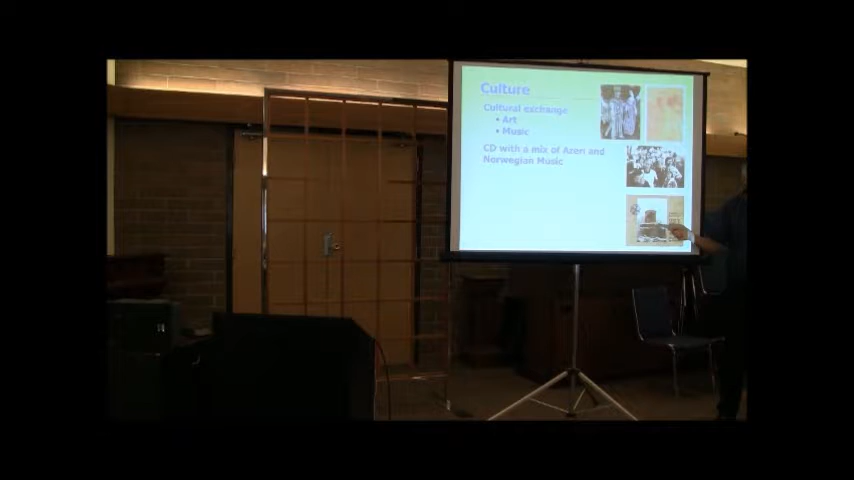 Culture
Cultural exchange
• Art
• Music
CD with a mix of Azeri and
Norwegian Music